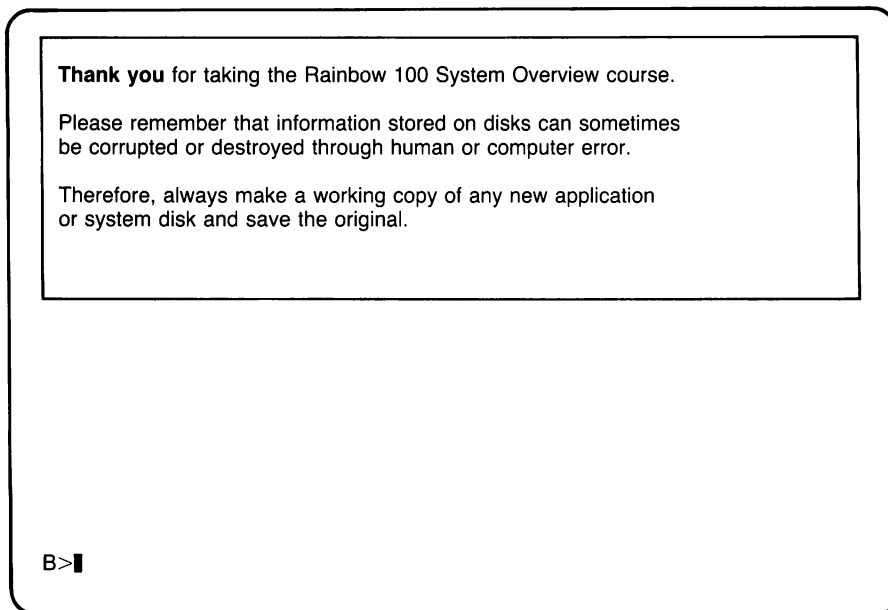 Thank you for taking the Rainbow 100 System Overview course.
Please remember that information stored on disks can sometimes
be corrupted or destroyed through human or computer error.
Therefore, always make a working copy of any new application
or system disk and save the original.
B>